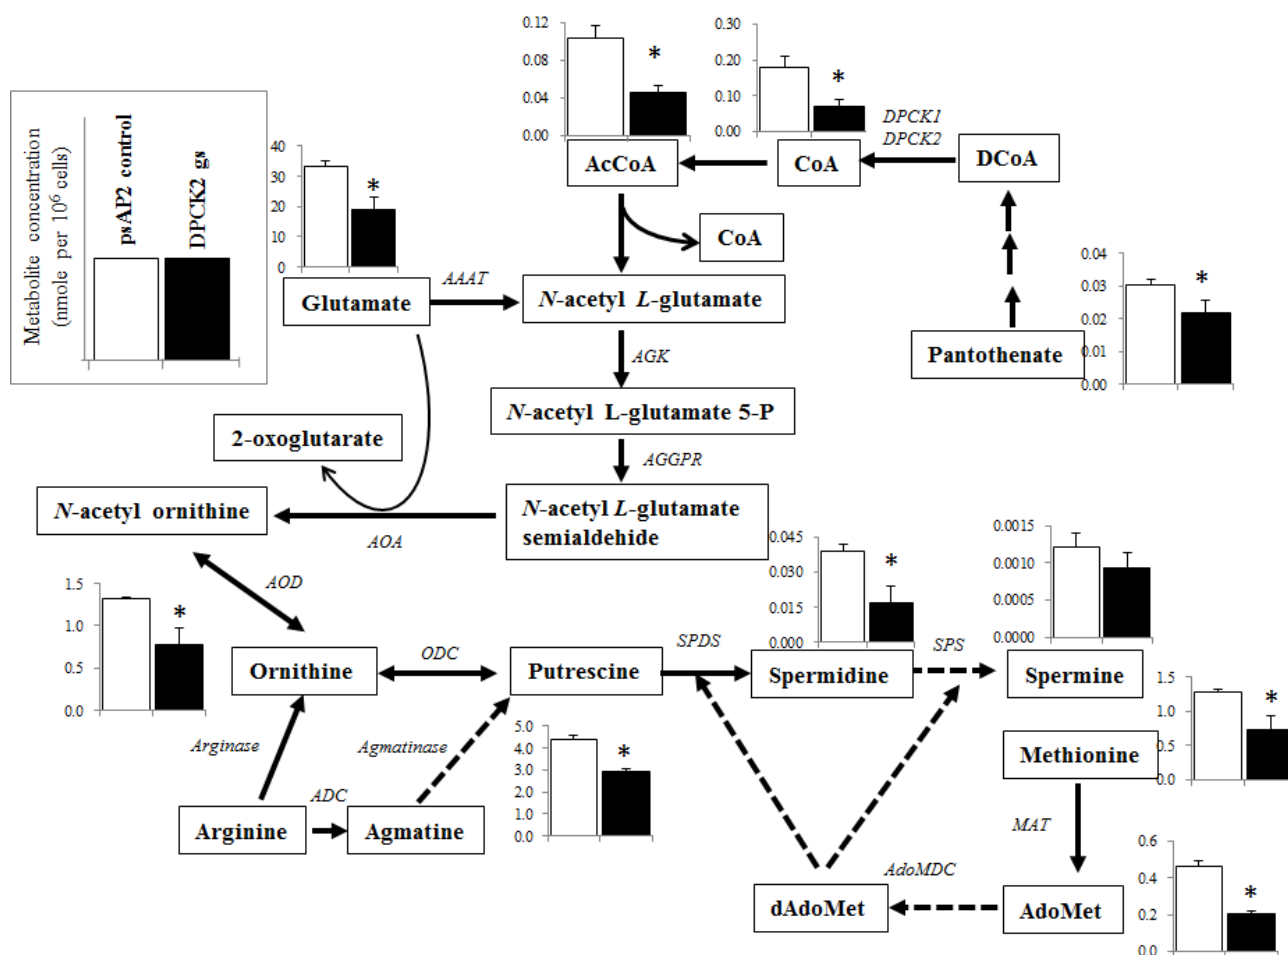 0.12
0.08
0.04
0.00
*
0.30
0.20
0.10
0.00
*
DPCK1
DPCK2
AcCoA
CoA
DCoA
CoA
Metabolite concentration
(nmole per 10⁶ cells)
psAP2 control
DPCK2 gs
40
30
20
10
0
*
Glutamate
AAAT
N-acetyl L-glutamate
0.04
0.03
0.02
0.01
0.00
*
Pantothenate
AGK
N-acetyl L-glutamate 5-P
2-oxoglutarate
AGGPR
N-acetyl ornithine
N-acetyl L-glutamate
semialdehide
AOA
AOD
1.5
1.0
0.5
0.0
*
0.045
0.030
0.015
0.000
*
0.0015
0.0010
0.0005
0.0000
Ornithine
ODC
Putrescine
SPDS
Spermidine
SPS
Spermine
1.5
1.0
0.5
0.0
*
Methionine
Arginase
Agmatinase
4.0
5.0
3.0
2.0
1.0
0.0
*
Arginine
ADC
Agmatine
MAT
dAdoMet
AdoMDC
AdoMet
0.6
0.4
0.2
0.0
*